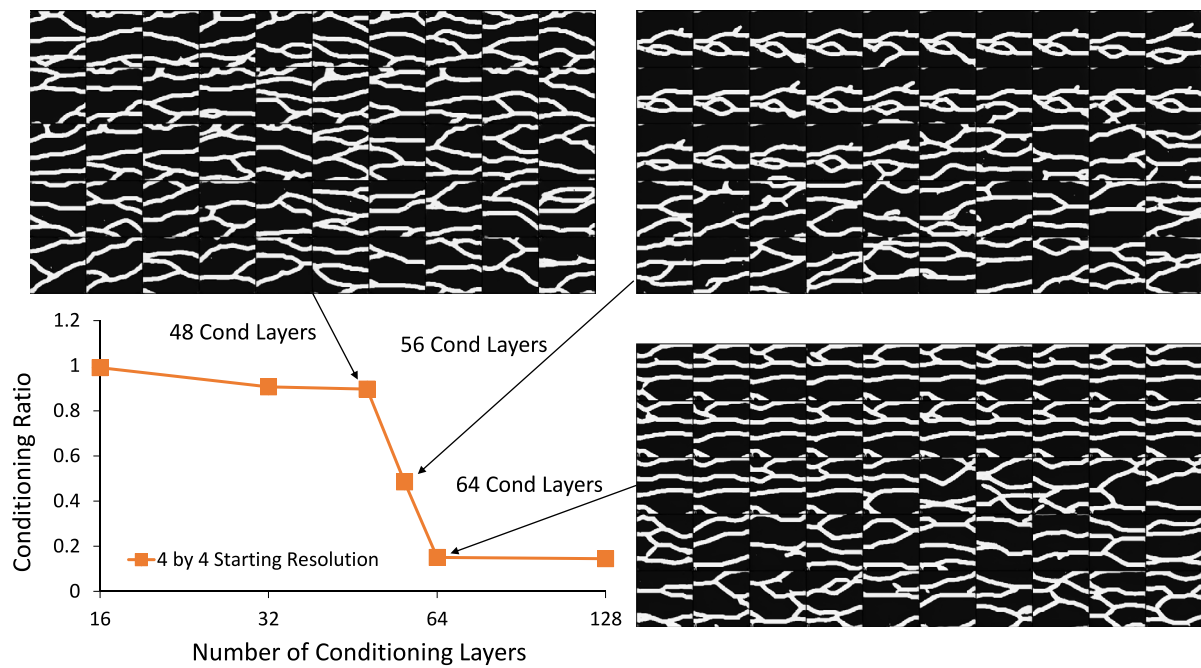 1.2
1
0.8
0.6
0.4
0.2
0
Conditioning Ratio
48 Cond Layers
56 Cond Layers
64 Cond Layers
4 by 4 Starting Resolution
16 32 64 128
Number of Conditioning Layers